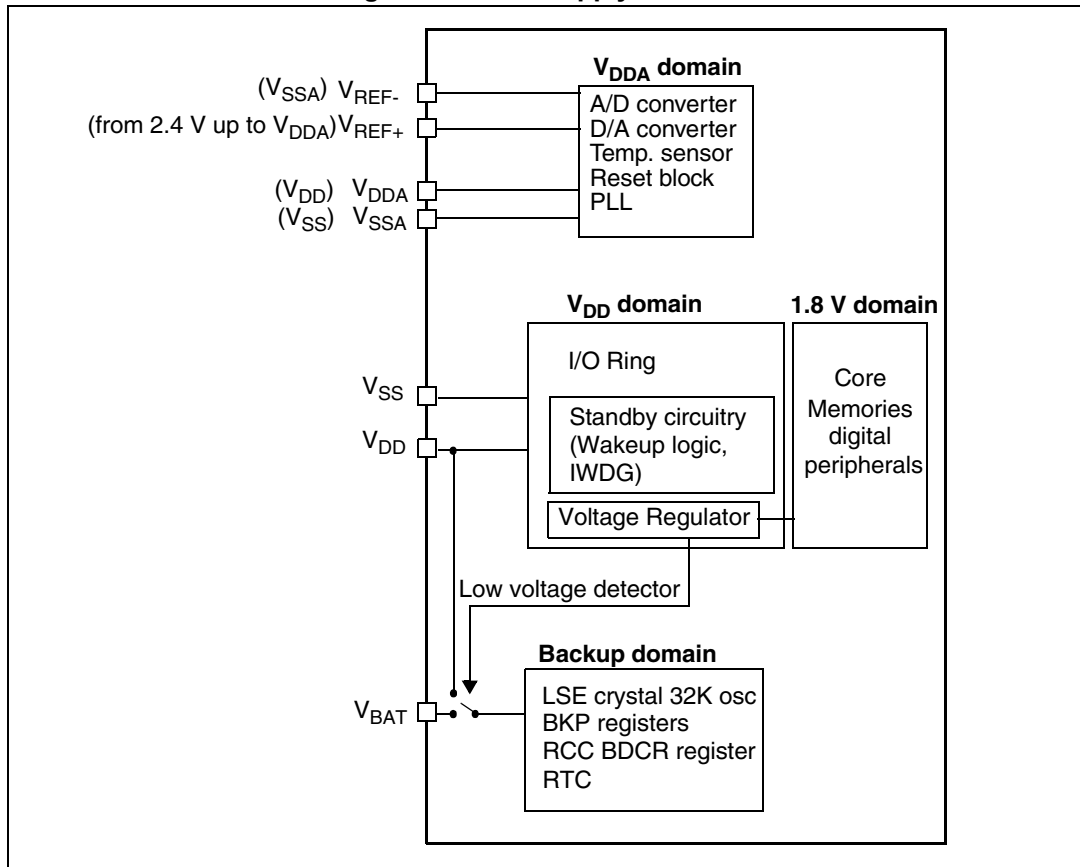 V_DDA domain
(V_SSA) V_REF-
(from 2.4 V up to V_DDA)V_REF+
(V_DD) V_DDA
(V_SS) V_SSA
A/D converter
D/A converter
Temp. sensor
Reset block
PLL
V_DD domain
1.8 V domain
I/O Ring
V_SS
V_DD
Standby circuitry
(Wakeup logic,
IWDG)
Voltage Regulator
Core
Memories
digital
peripherals
Low voltage detector
Backup domain
V_BAT
LSE crystal 32K osc
BKP registers
RCC BDCR register
RTC